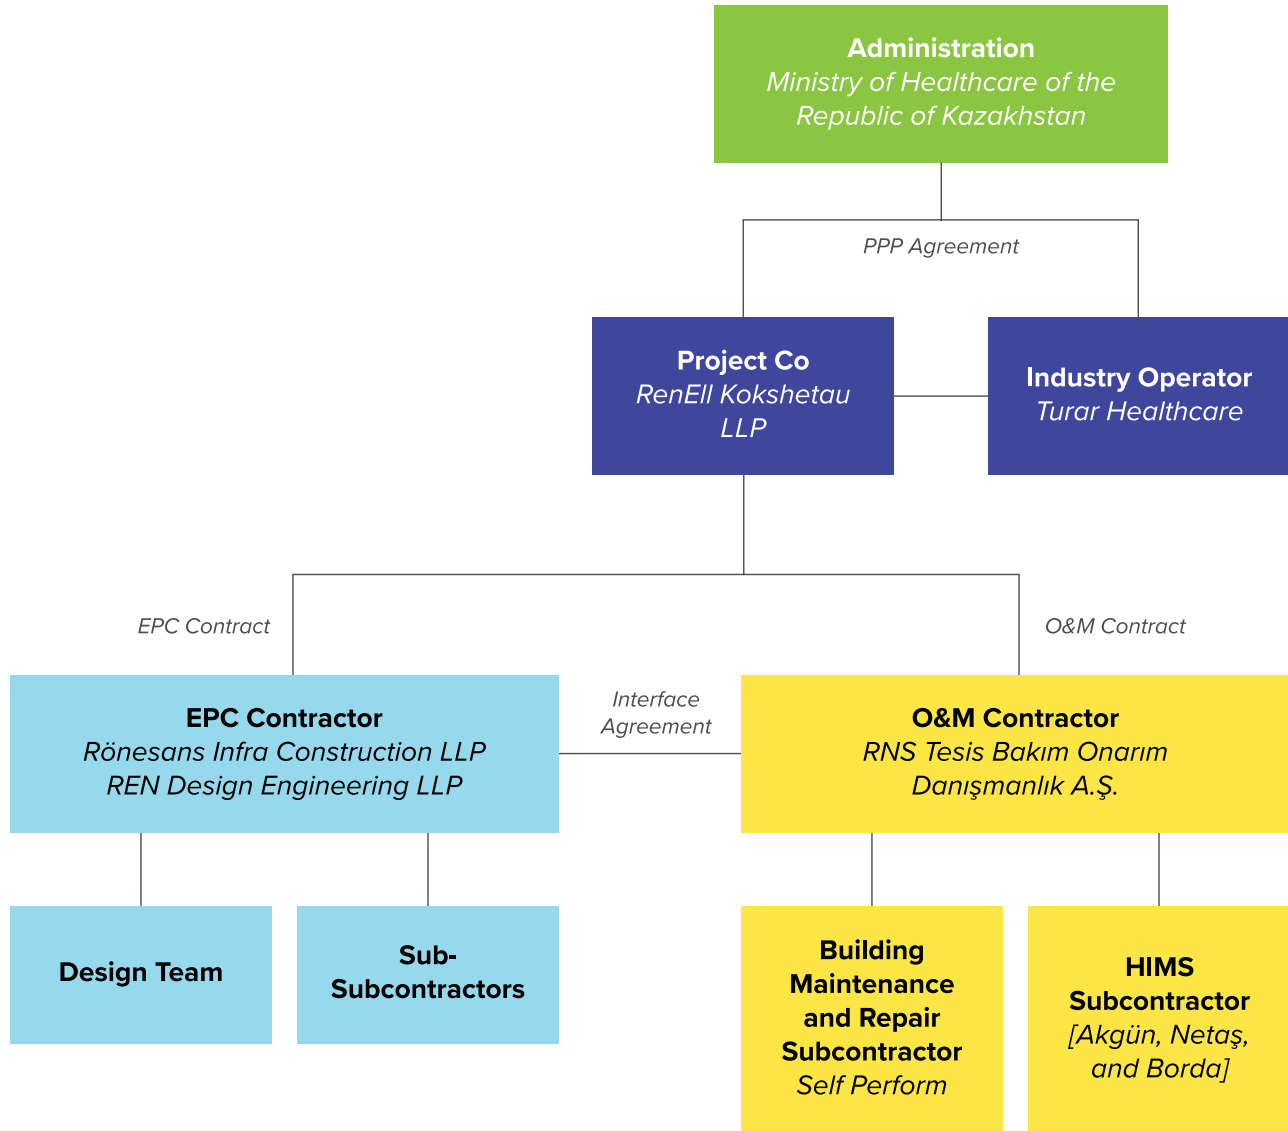 Administration
Ministry of Healthcare of the
Republic of Kazakhstan
PPP Agreement
Project Co
RenEll Kokshetau
LLP
Industry Operator
Turar Healthcare
EPC Contract
O&M Contract
EPC Contractor
Rönesans Infra Construction LLP
REN Design Engineering LLP
Interface
Agreement
O&M Contractor
RNS Tesis Bakım Onarım
Danışmanlık A.Ş.
Design Team
Sub-
Subcontractors
Building
Maintenance
and Repair
Subcontractor
Self Perform
HIMS
Subcontractor
[Akgün, Netaş,
and Borda]